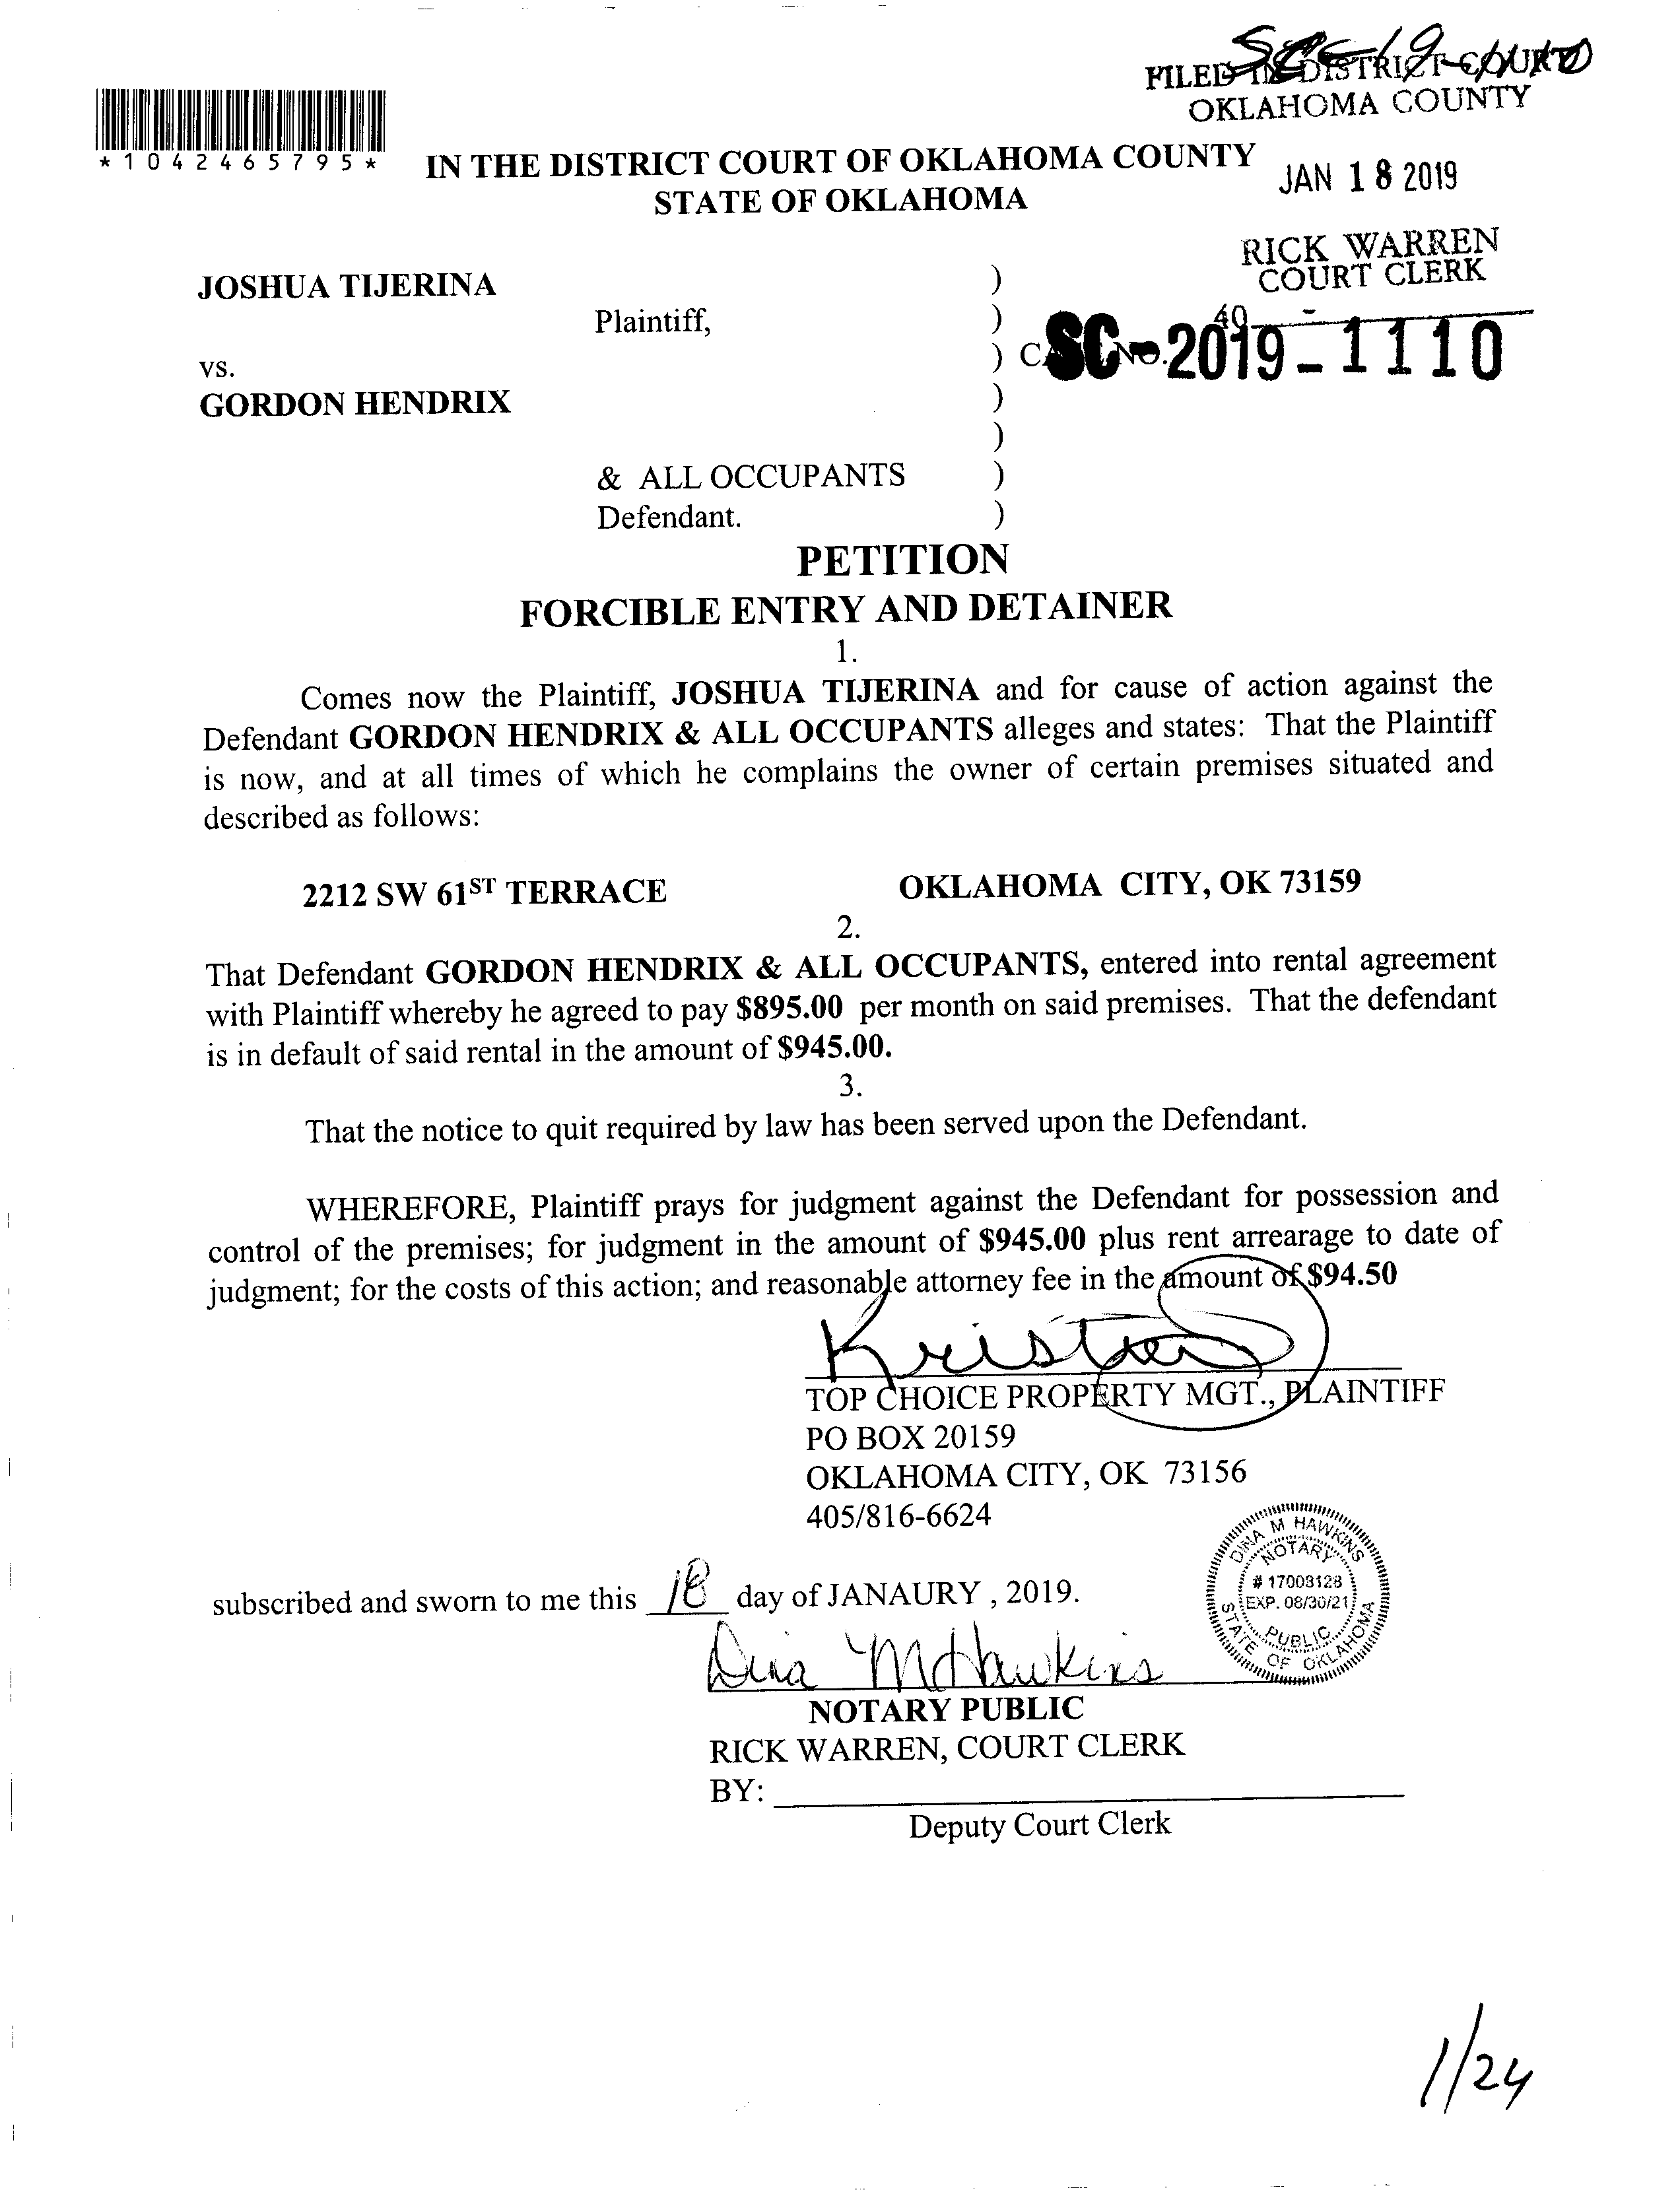 SC-19-1110
FILED IN DISTRICT COURT
OKLAHOMA COUNTY
*1042465795*
IN THE DISTRICT COURT OF OKLAHOMA COUNTY
STATE OF OKLAHOMA
JAN 18 2019
RICK WARREN
COURT CLERK
40
JOSHUA TIJERINA )
Plaintiff, )
vs. ) CASE NO. SC-2019-1110
GORDON HENDRIX )
)
& ALL OCCUPANTS )
Defendant. )
PETITION
FORCIBLE ENTRY AND DETAINER
1.
Comes now the Plaintiff, JOSHUA TIJERINA and for cause of action against the
Defendant GORDON HENDRIX & ALL OCCUPANTS alleges and states: That the Plaintiff
is now, and at all times of which he complains the owner of certain premises situated and
described as follows:
2212 SW 61ST TERRACE OKLAHOMA CITY, OK 73159
2.
That Defendant GORDON HENDRIX & ALL OCCUPANTS, entered into rental agreement
with Plaintiff whereby he agreed to pay $895.00 per month on said premises. That the defendant
is in default of said rental in the amount of $945.00.
3.
That the notice to quit required by law has been served upon the Defendant.
WHEREFORE, Plaintiff prays for judgment against the Defendant for possession and
control of the premises; for judgment in the amount of $945.00 plus rent arrearage to date of
judgment; for the costs of this action; and reasonable attorney fee in the amount of $94.50
TOP CHOICE PROPERTY MGT., PLAINTIFF
PO BOX 20159
OKLAHOMA CITY, OK 73156
405/816-6624
DINA M HAWKINS
NOTARY
# 17008128
EXP. 08/30/21
PUBLIC
STATE OF OKLAHOMA
subscribed and sworn to me this 18 day of JANAURY , 2019.
Dina M Hawkins
NOTARY PUBLIC
RICK WARREN, COURT CLERK
BY:
Deputy Court Clerk
1/24